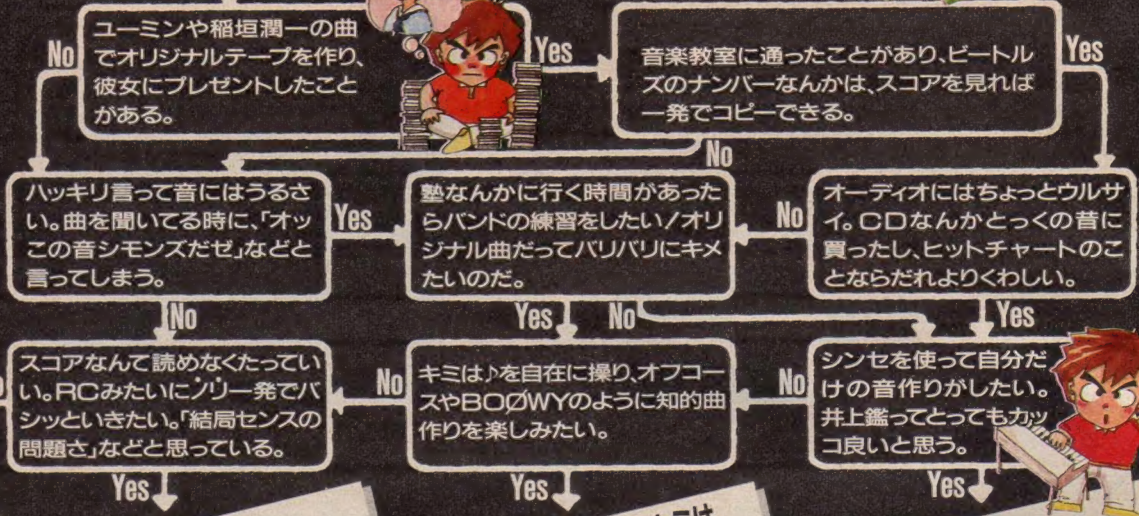 ユーミンや稲垣潤一の曲
でオリジナルテープを作り、
彼女にプレゼントしたこと
がある。
No
Yes
音楽教室に通ったことがあり、ビートル
ズのナンバーなんかは、スコアを見れば
一発でコピーできる。
Yes
No
ハッキリ言って音にはうるさ
い。曲を聞いてる時に、「オッ
この音シモンズだゼ」などと
言ってしまう。
Yes
No
塾なんかに行く時間があった
らバンドの練習をしたい!オリ
ジナル曲だってバリバリにキメ
たいのだ。
Yes
No
オーディオにはちょっとウルサ
イ。CDなんかとっくの昔に
買ったし、ヒットチャートのこ
とならだれよりくわしい。
No
Yes
スコアなんて読めなくたってい
い。RCみたいにノリ一発でバ
シッといきたい。「結局センスの
問題さ」などと思っている。
Yes
キミは♪を自在に操り、オフコー
スやBOØWYのように知的曲
作りを楽しみたい。
No
Yes
シンセを使って自分だ
けの音作りがしたい。
井上鑑ってとってもカッ
コ良いと思う。
No
Yes